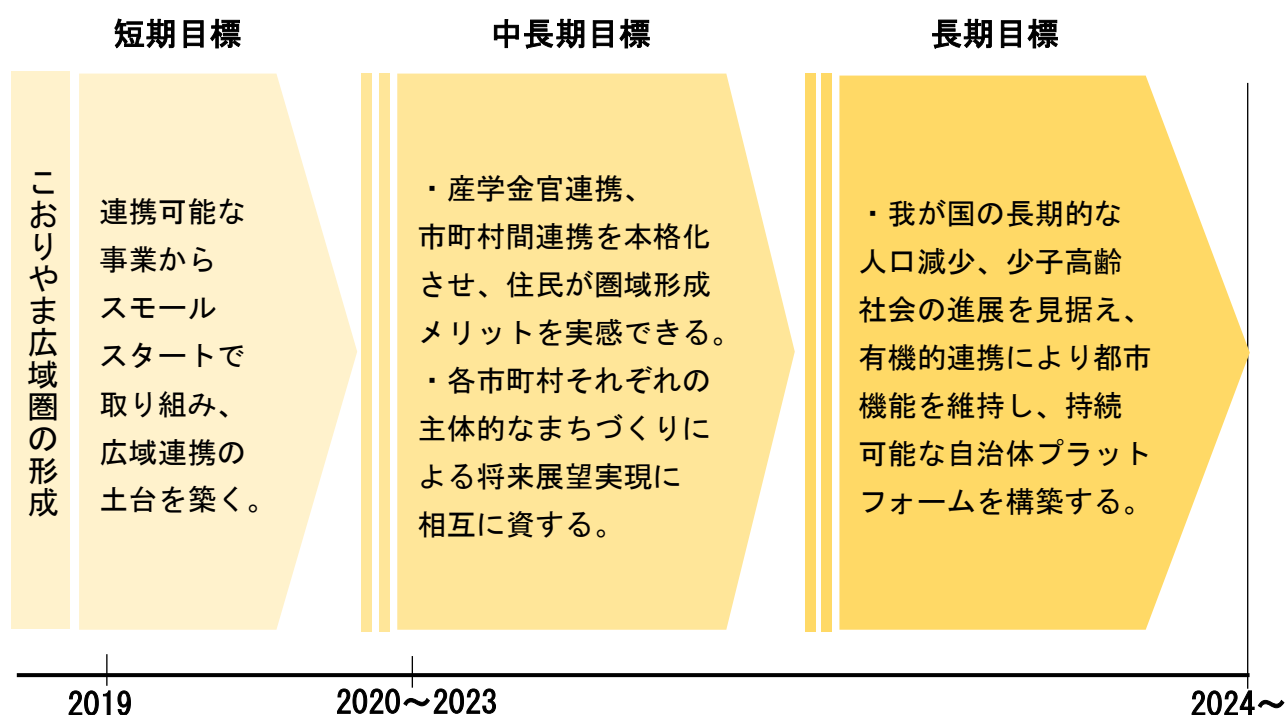 短期目標
中長期目標
長期目標
こおりやま広域圏の形成
連携可能な
事業から
スモール
スタートで
取り組み、
広域連携の
土台を築く。
・産学金官連携、
市町村間連携を本格化
させ、住民が圏域形成
メリットを実感できる。
・各市町村それぞれの
主体的なまちづくりに
よる将来展望実現に
相互に資する。
・我が国の長期的な
人口減少、少子高齢
社会の進展を見据え、
有機的連携により都市
機能を維持し、持続
可能な自治体プラット
フォームを構築する。
2019
2020～2023
2024～